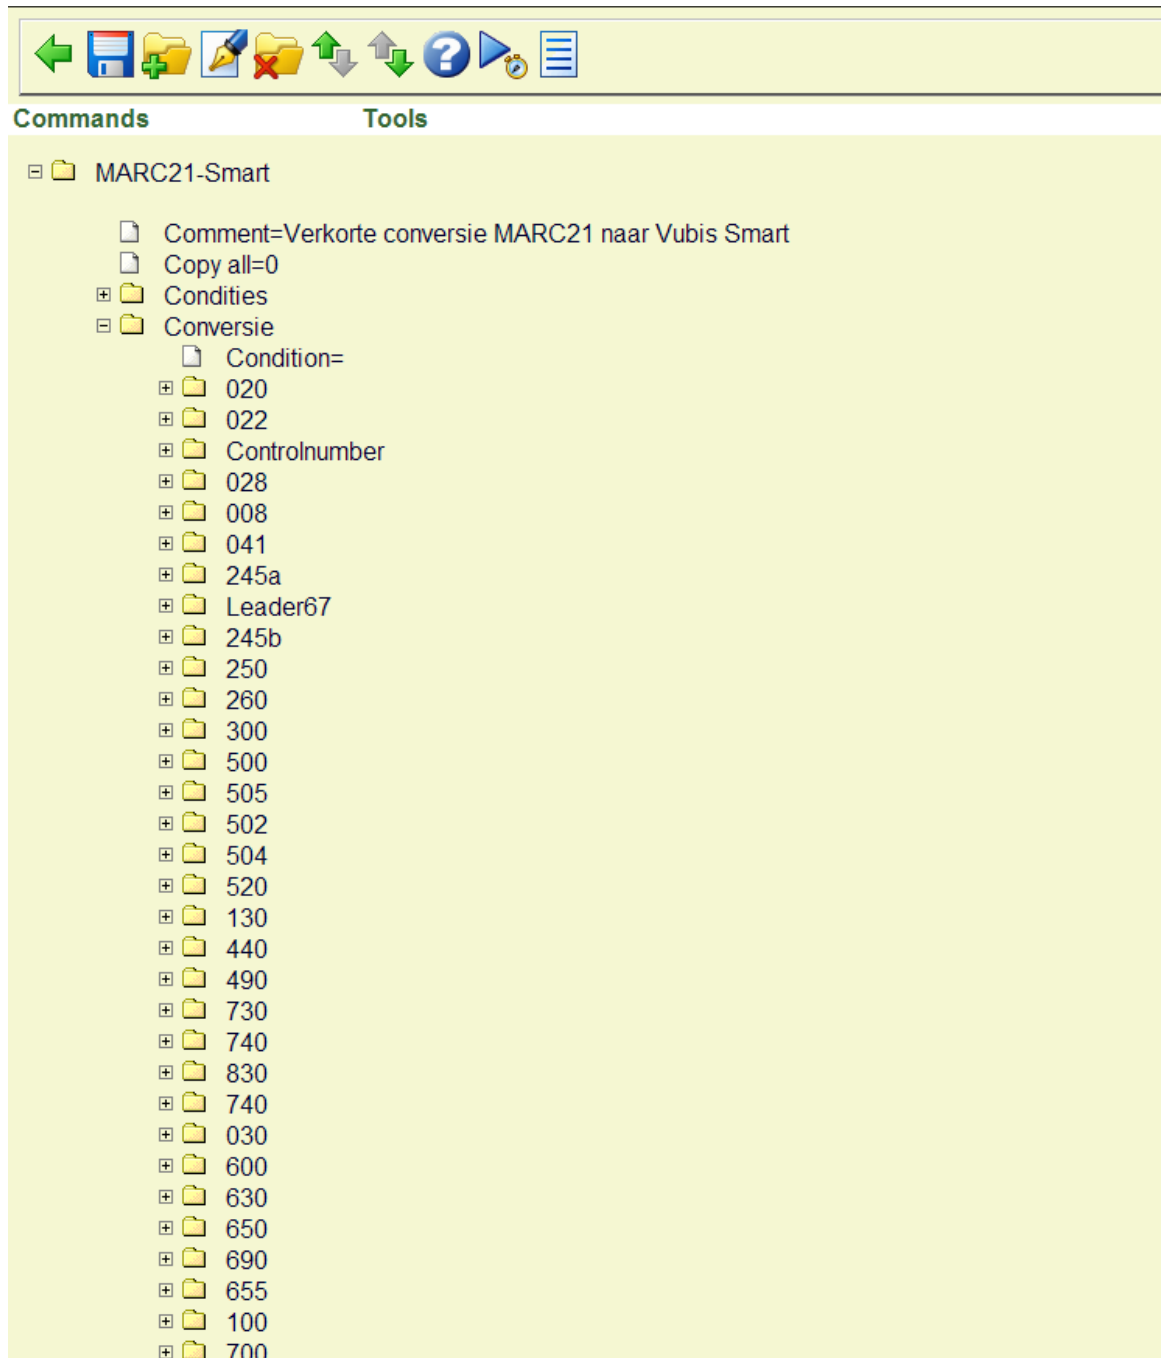 Commands Tools
MARC21-Smart
Comment=Verkorte conversie MARC21 naar Vubis Smart
Copy all=0
Condities
Conversie
Condition=
020
022
Controlnumber
028
008
041
245a
Leader67
245b
250
260
300
500
505
502
504
520
130
440
490
730
740
830
740
030
600
630
650
690
655
100
700